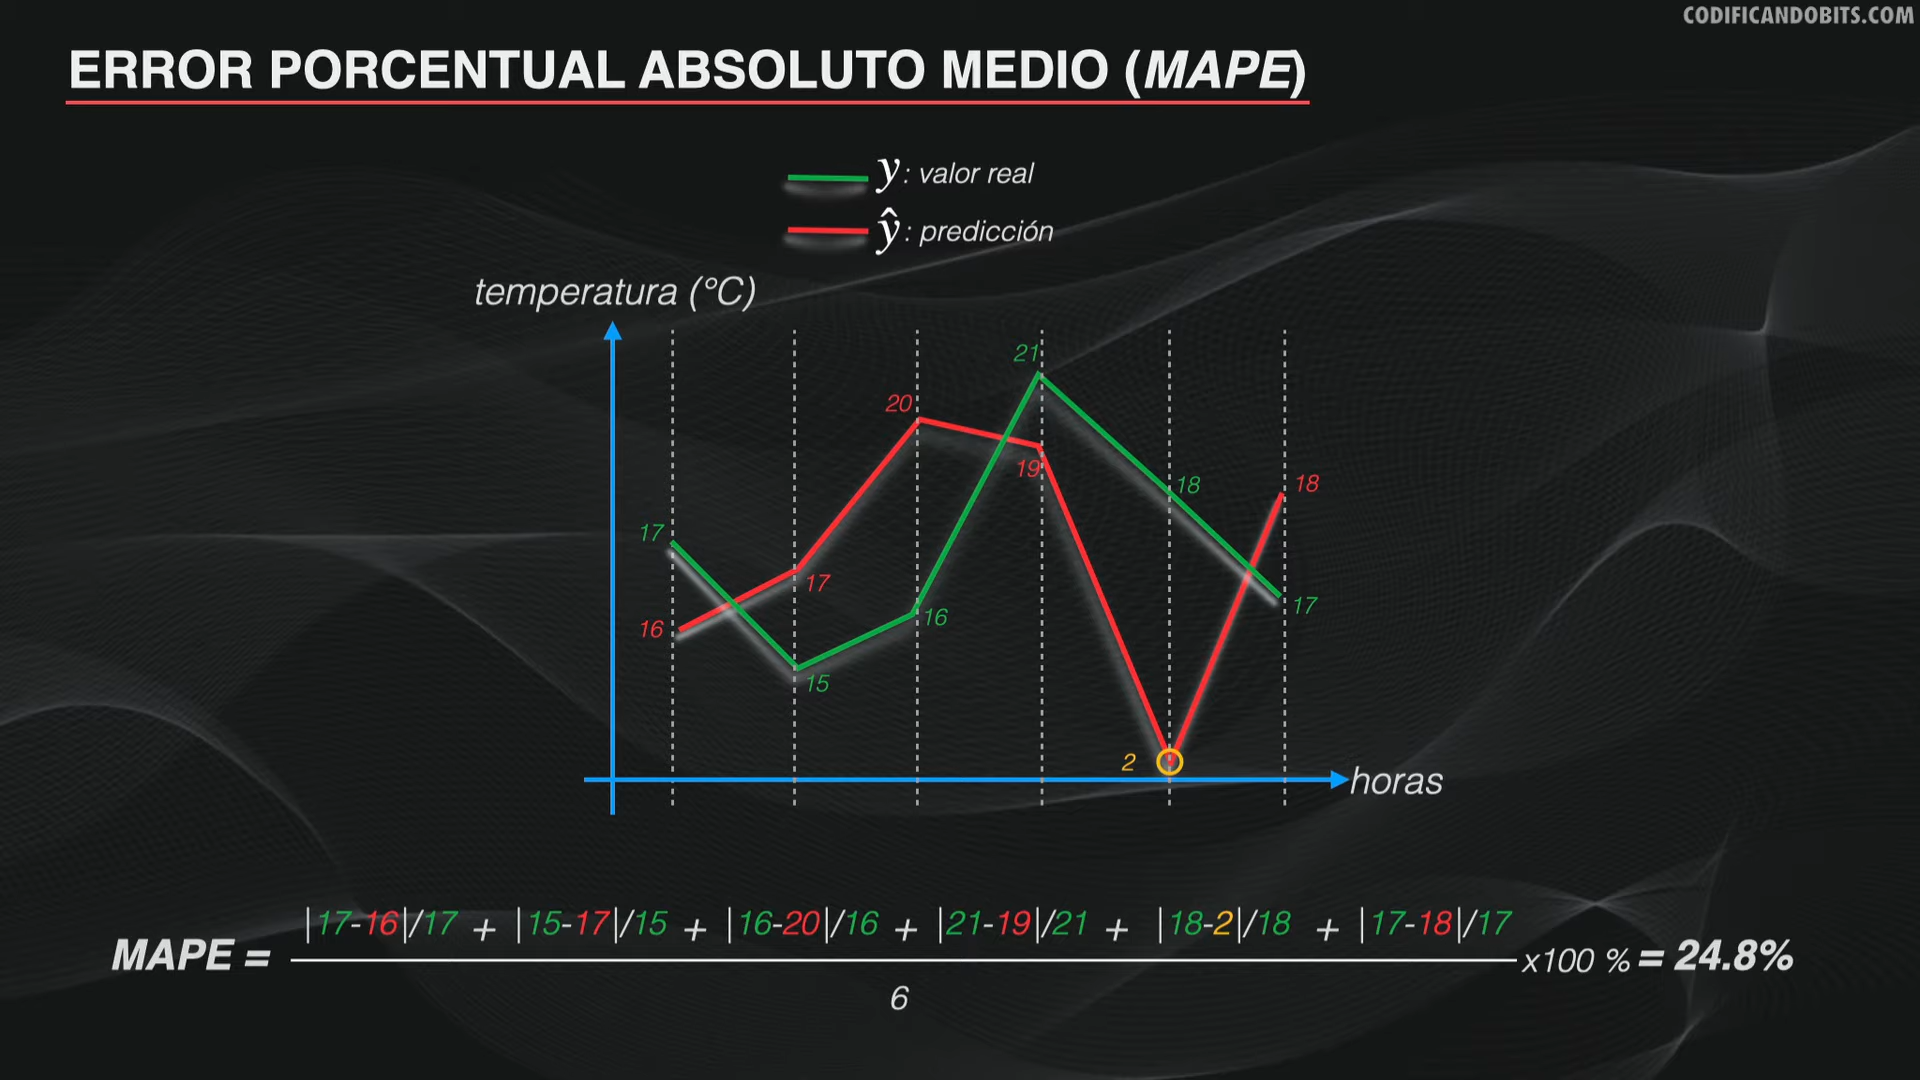 CODIFICANDOBITS.COM
ERROR PORCENTUAL ABSOLUTO MEDIO (MAPE)
y : valor real
ŷ : predicción
temperatura (°C)
21
20
19
18
18
17
17
16
17
16
15
2
horas
|17-16|/17 + |15-17|/15 + |16-20|/16 + |21-19|/21 + |18-2|/18 + |17-18|/17
MAPE = x100 % = 24.8%
6